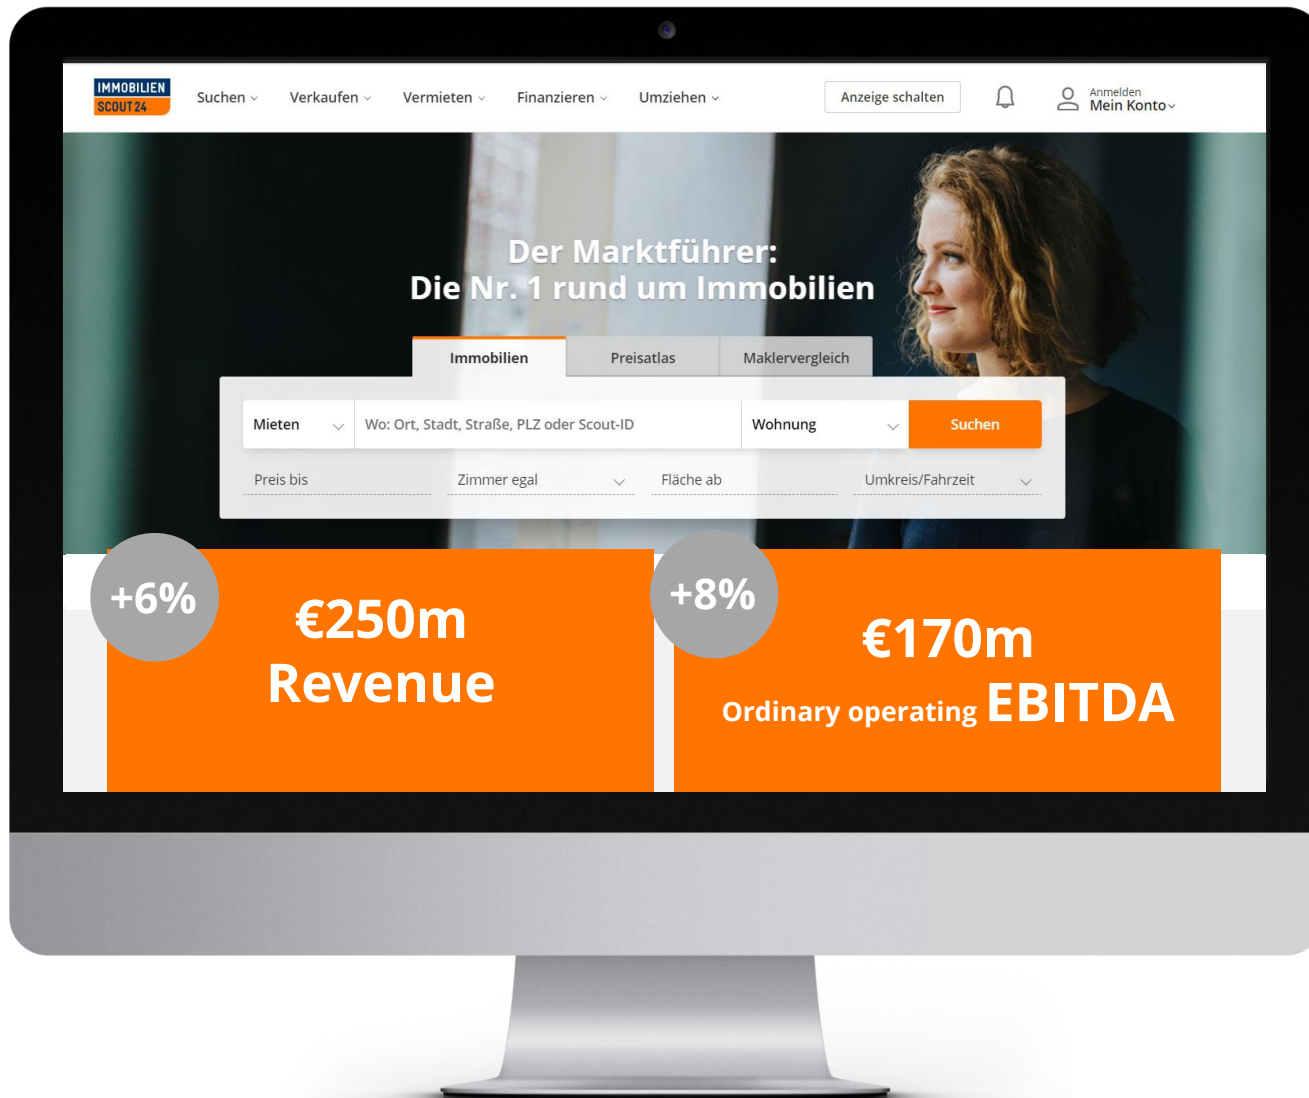 IMMOBILIEN
SCOUT24
Suchen
Verkaufen
Vermieten
Finanzieren
Umziehen
Anzeige schalten
Anmelden
Mein Konto
Der Marktführer:
Die Nr. 1 rund um Immobilien
Immobilien
Preisatlas
Maklervergleich
Mieten
Wo: Ort, Stadt, Straße, PLZ oder Scout-ID
Wohnung
Suchen
Preis bis
Zimmer egal
Fläche ab
Umkreis/Fahrzeit
+6%
€250m
Revenue
+8%
€170m
Ordinary operating EBITDA